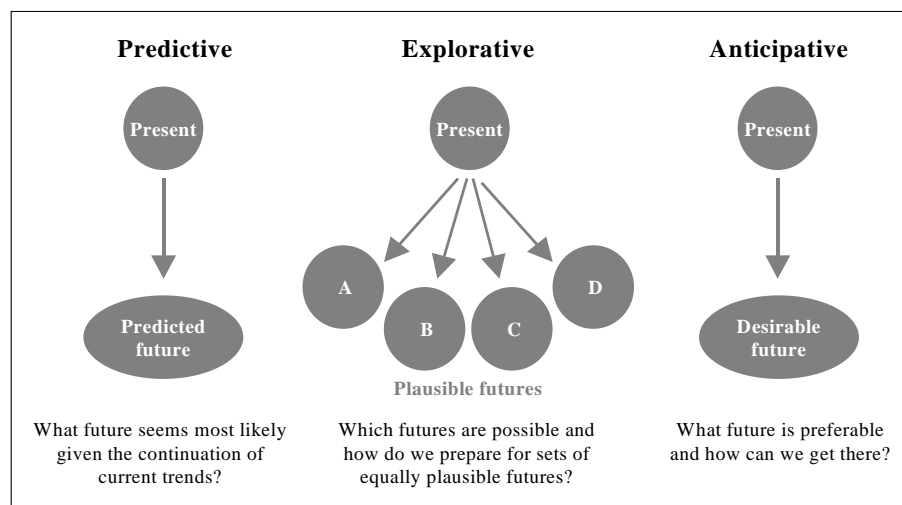 Predictive
Present
Predicted
future
What future seems most likely
given the continuation of
current trends?
Explorative
Present
A
B
C
D
Plausible futures
Which futures are possible and
how do we prepare for sets of
equally plausible futures?
Anticipative
Present
Desirable
future
What future is preferable
and how can we get there?